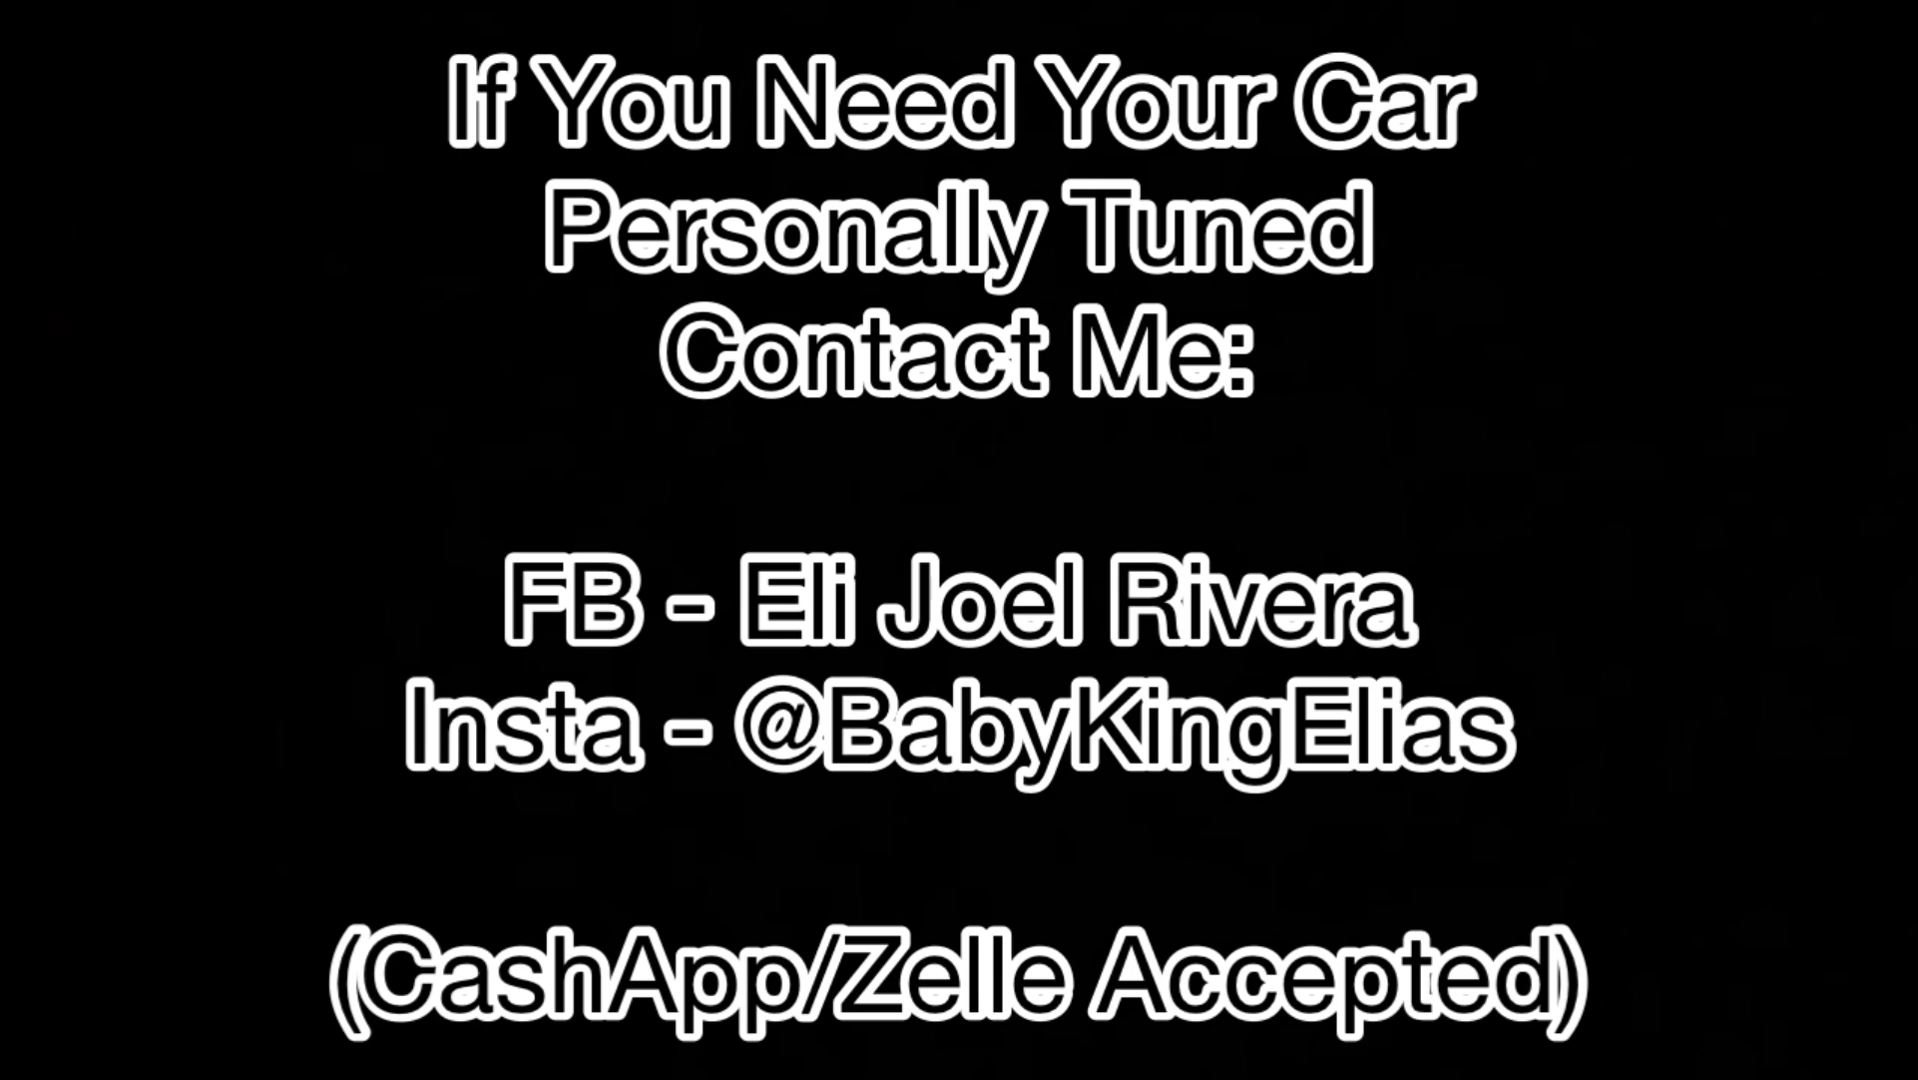 If You Need Your Car
Personally Tuned
Contact Me:
FB - Eli Joel Rivera
Insta - @BabyKingElias
(CashApp/Zelle Accepted)